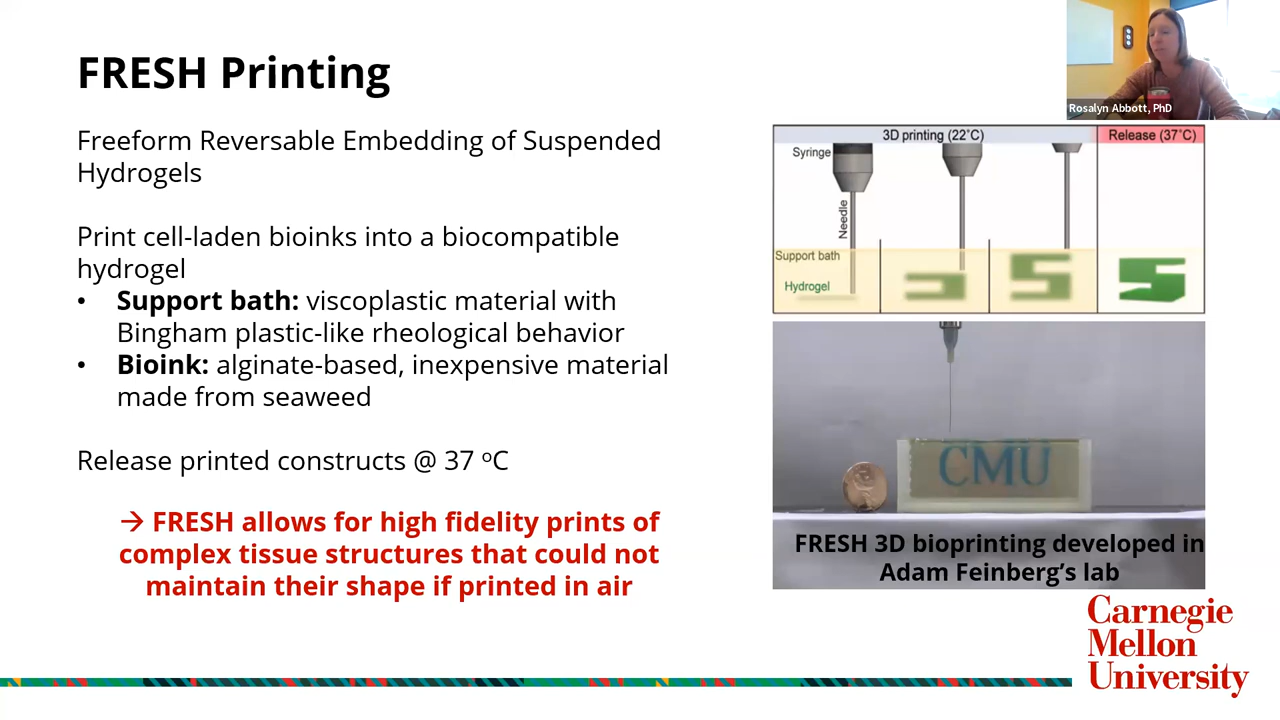 FRESH Printing
Freeform Reversable Embedding of Suspended
Hydrogels
Print cell-laden bioinks into a biocompatible
hydrogel
• Support bath: viscoplastic material with
Bingham plastic-like rheological behavior
• Bioink: alginate-based, inexpensive material
made from seaweed
Release printed constructs @ 37 ºC
→ FRESH allows for high fidelity prints of
complex tissue structures that could not
maintain their shape if printed in air
Rosalyn Abbott, PhD
3D printing (22˚C)
Release (37˚C)
Syringe
Needle
Support bath
Hydrogel
CMU
FRESH 3D bioprinting developed in
Adam Feinberg’s lab
Carnegie
Mellon
University